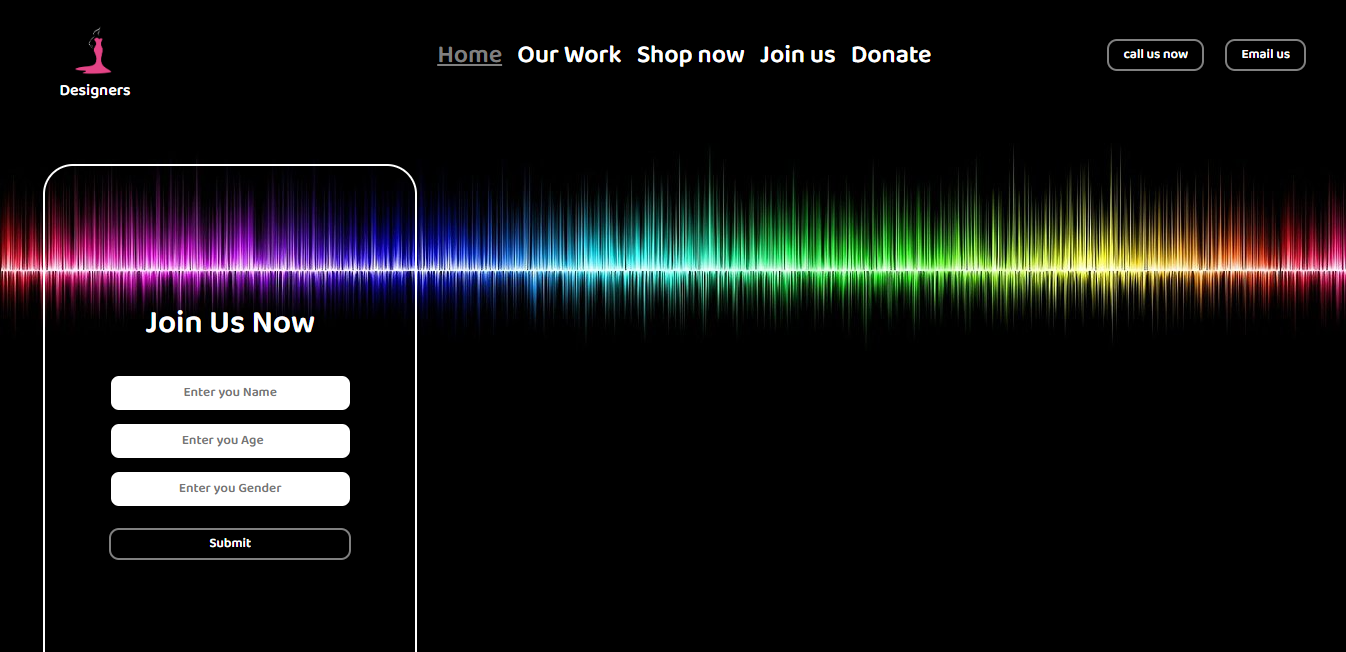 Designers
Home Our Work Shop now Join us Donate
call us now Email us
Join Us Now
Enter you Name
Enter you Age
Enter you Gender
Submit